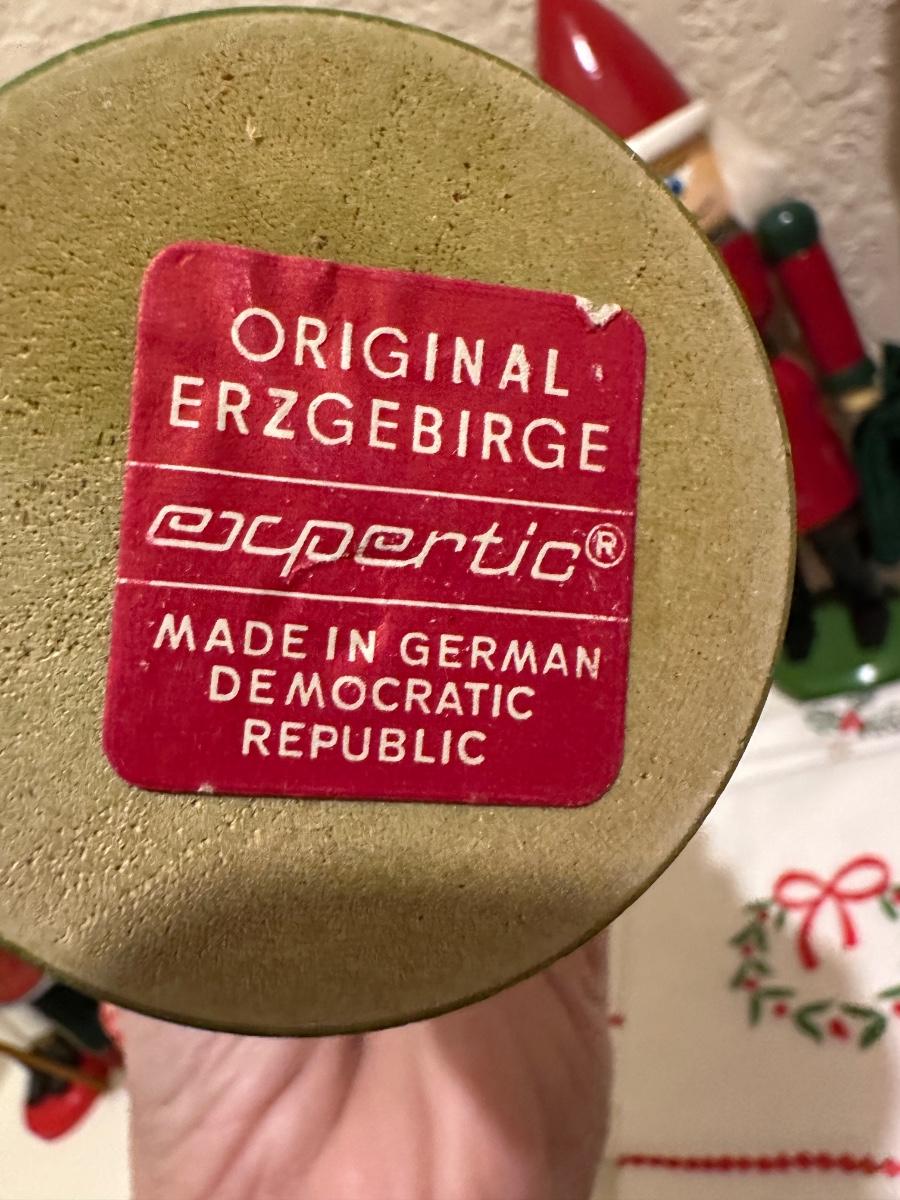 ORIGINAL
ERZGEBIRGE
expertic®
MADE IN GERMAN
DEMOCRATIC
REPUBLIC